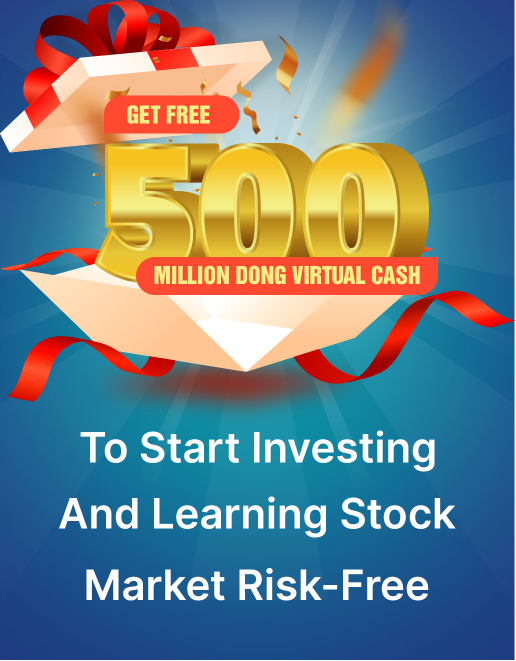 GET FREE
500
MILLION DONG VIRTUAL CASH
To Start Investing
And Learning Stock
Market Risk-Free